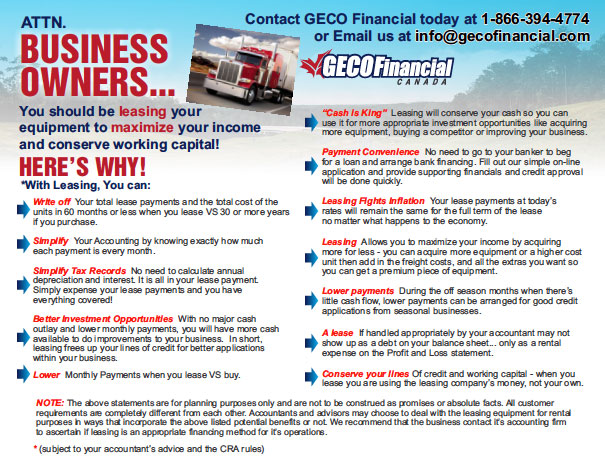 ATTN.
BUSINESS
OWNERS...
Contact GECO Financial today at 1-866-394-4774
or Email us at info@gecofinancial.com
GECOFinancial
CANADA
You should be leasing your
equipment to maximize your income
and conserve working capital!
HERE'S WHY!
*With Leasing, You can:
Write off Your total lease payments and the total cost of the
units in 60 months or less when you lease VS 30 or more years
if you purchase.
Simplify Your Accounting by knowing exactly how much
each payment is every month.
Simplify Tax Records No need to calculate annual
depreciation and interest. It is all in your lease payment.
Simply expense your lease payments and you have
everything covered!
Better Investment Opportunities With no major cash
outlay and lower monthly payments, you will have more cash
available to do improvements to your business. In short,
leasing frees up your lines of credit for better applications
within your business.
Lower Monthly Payments when you lease VS buy.
"Cash is King" Leasing will conserve your cash so you can
use it for more appropriate investment opportunities like acquiring
more equipment, buying a competitor or improving your business.
Payment Convenience No need to go to your banker to beg
for a loan and arrange bank financing. Fill out our simple on-line
application and provide supporting financials and credit approval
will be done quickly.
Leasing Fights Inflation Your lease payments at today's
rates will remain the same for the full term of the lease
no matter what happens to the economy.
Leasing Allows you to maximize your income by acquiring
more for less - you can acquire more equipment or a higher cost
unit then add in the freight costs, and all the extras you want so
you can get a premium piece of equipment.
Lower payments During the off season months when there's
little cash flow, lower payments can be arranged for good credit
applications from seasonal businesses.
A lease If handled appropriately by your accountant may not
show up as a debt on your balance sheet... only as a rental
expense on the Profit and Loss statement.
Conserve your lines Of credit and working capital - when you
lease you are using the leasing company's money, not your own.
NOTE: The above statements are for planning purposes only and are not to be construed as promises or absolute facts. All customer
requirements are completely different from each other. Accountants and advisors may choose to deal with the leasing equipment for rental
purposes in ways that incorporate the above listed potential benefits or not. We recommend that the business contact it's accounting firm
to ascertain if leasing is an appropriate financing method for it's operations.
* (subject to your accountant's advice and the CRA rules)